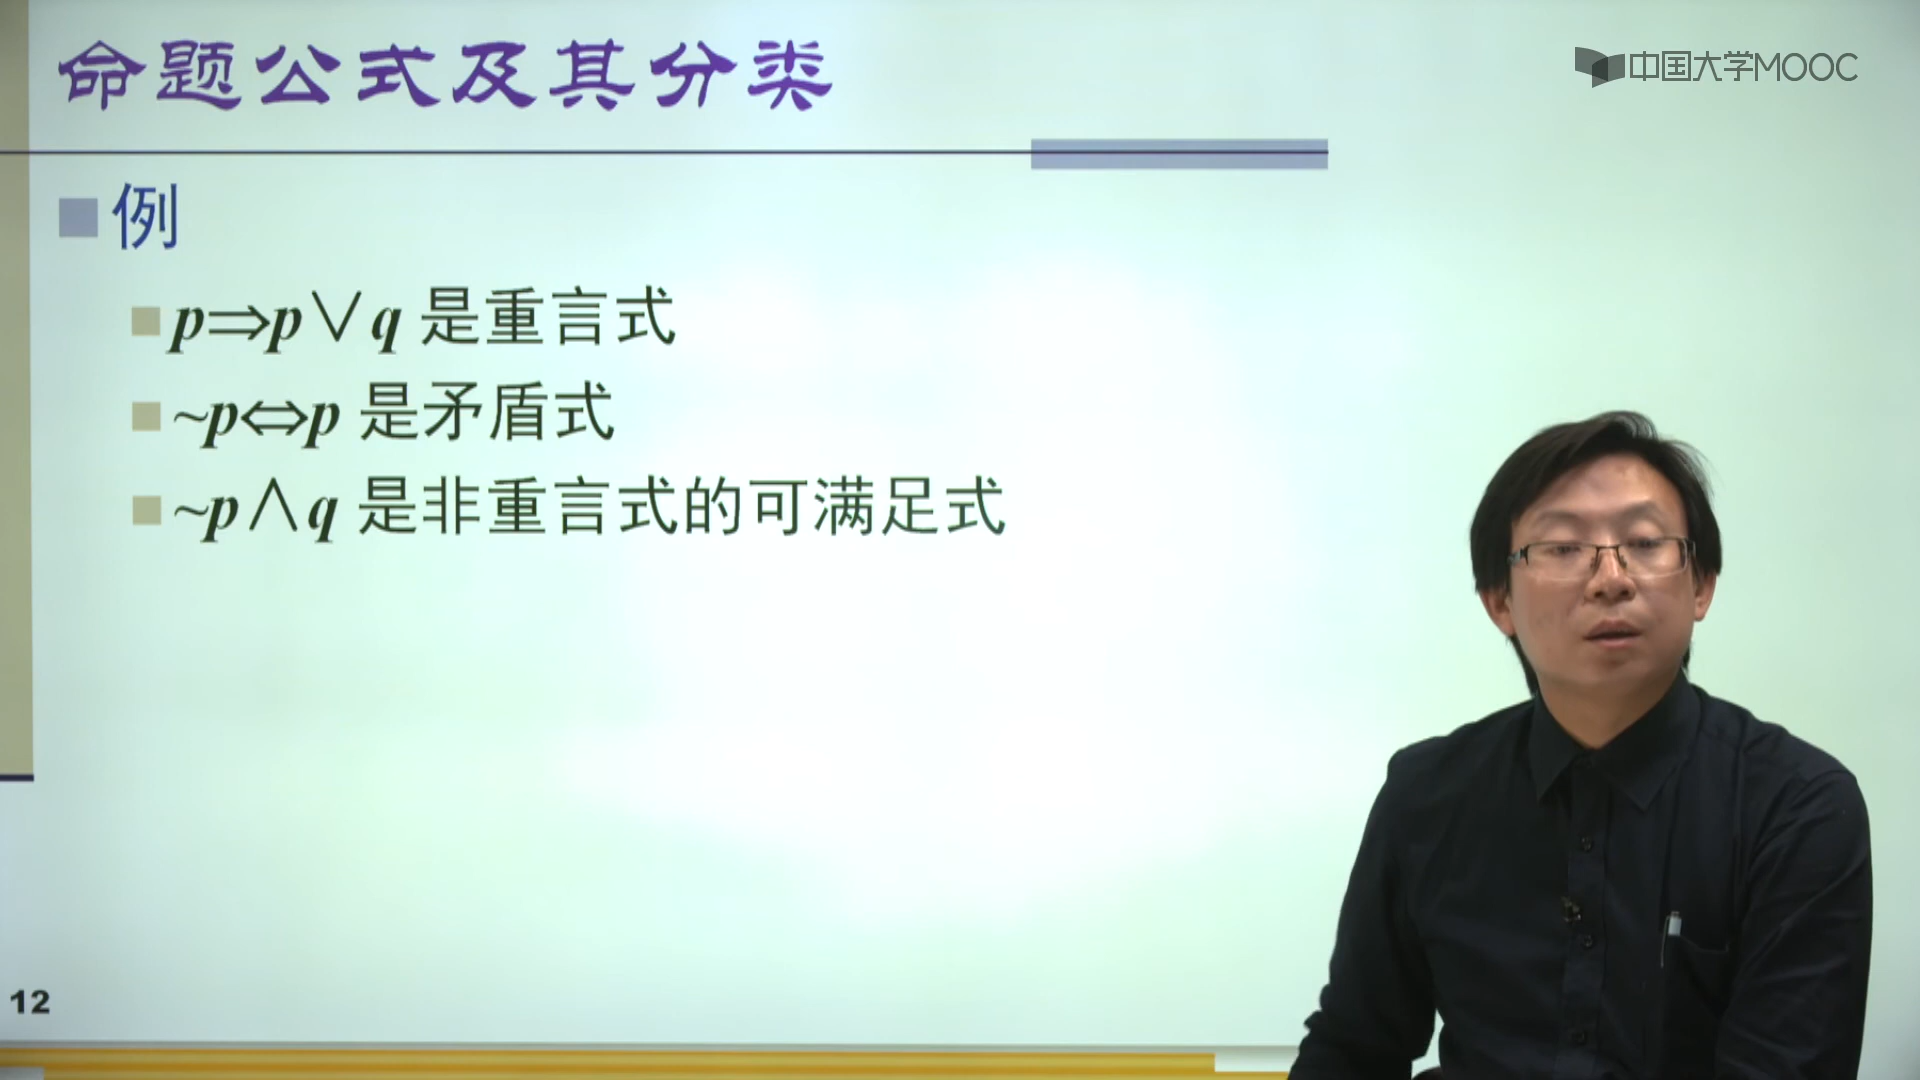 命题公式及其分类
中国大学MOOC
例
p⇒p∨q 是重言式
~p⇔p 是矛盾式
~p∧q 是非重言式的可满足式
12